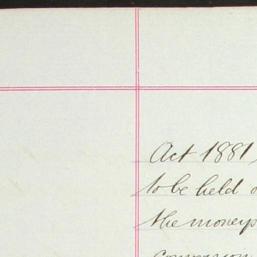 Act 1881,
to be held
the moneys